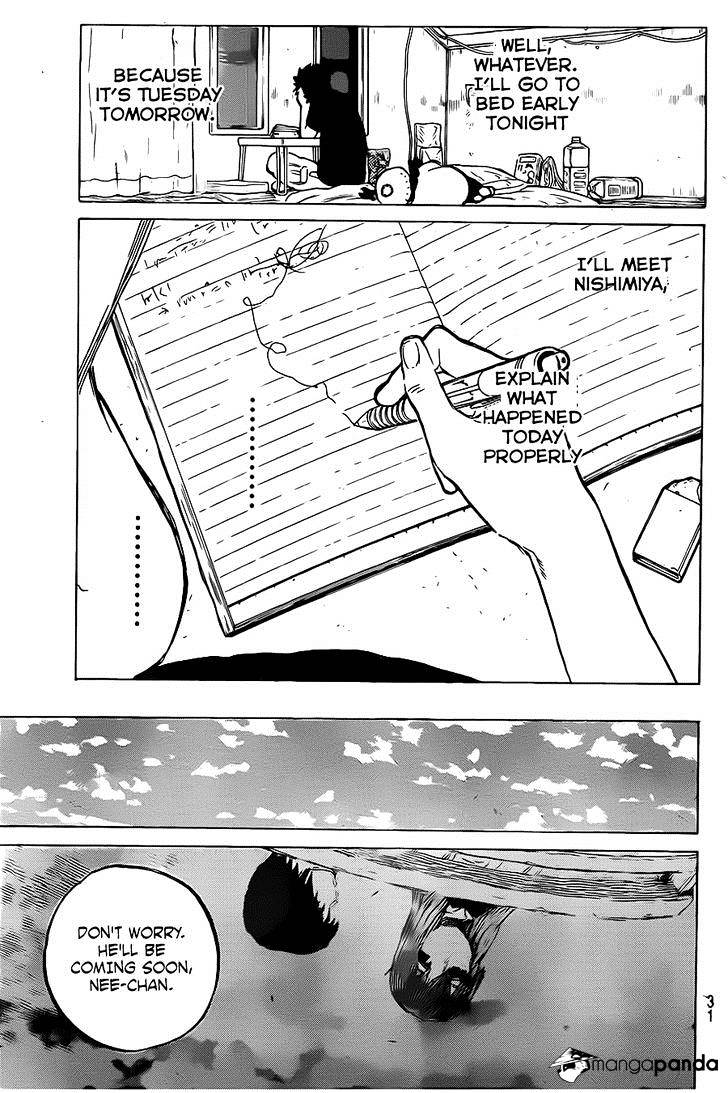 WELL,
WHATEVER.
I'LL GO TO
BED EARLY
TONIGHT
BECAUSE
IT'S TUESDAY
TOMORROW.
I'LL MEET
NISHIMIYA,
EXPLAIN
WHAT
HAPPENED
TODAY
PROPERLY
DON'T WORRY.
HE'LL BE
COMING SOON,
NEE-CHAN.
31
mangapanda